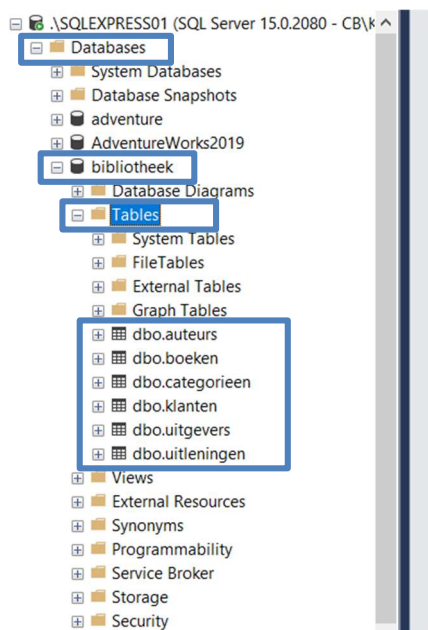 .\SQLEXPRESS01 (SQL Server 15.0.2080 - CB\K
Databases
System Databases
Database Snapshots
adventure
AdventureWorks2019
bibliotheek
Database Diagrams
Tables
System Tables
FileTables
External Tables
Graph Tables
dbo.auteurs
dbo.boeken
dbo.categorieen
dbo.klanten
dbo.uitgevers
dbo.uitleningen
Views
External Resources
Synonyms
Programmability
Service Broker
Storage
Security